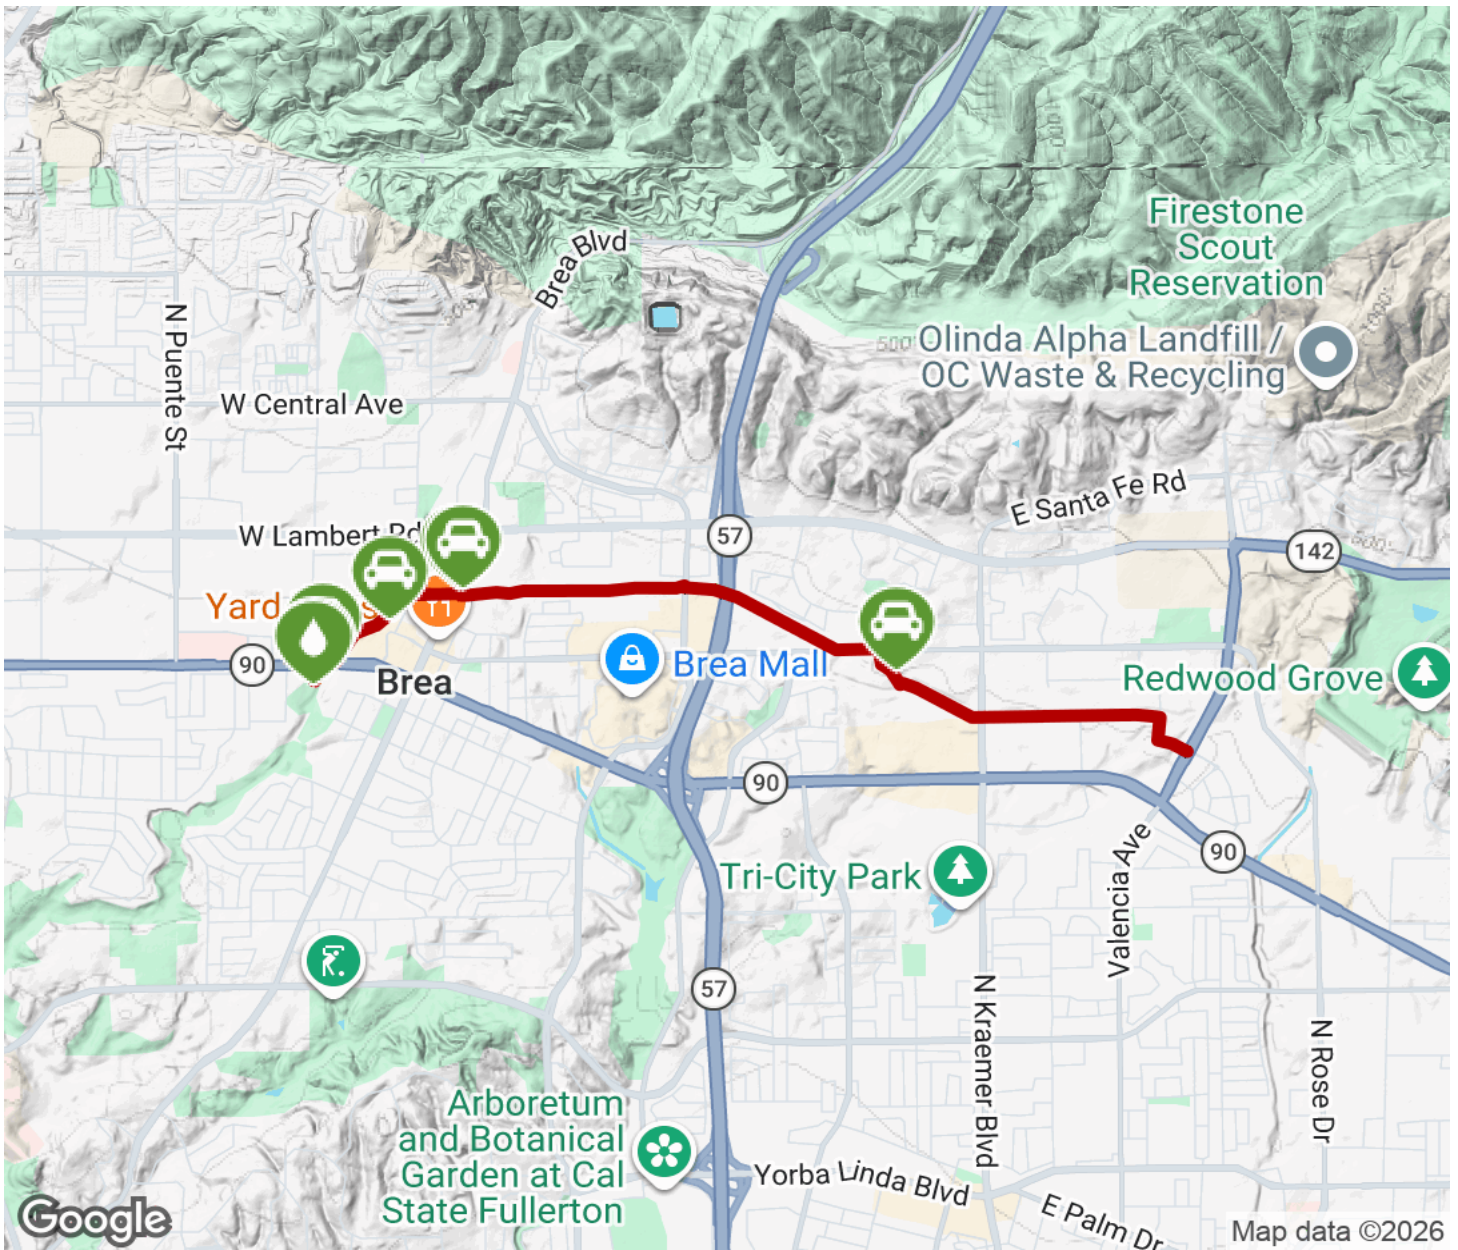 Firestone
Scout
Reservation
Brea Blvd
N Puente St
Olinda Alpha Landfill /
OC Waste & Recycling
500'
1000'
W Central Ave
E Santa Fe Rd
W Lambert Rd
57
142
Yard
90
Brea
Brea Mall
Redwood Grove
90
Tri-City Park
Valencia Ave
90
57
N Kraemer Blvd
N Rose Dr
Arboretum
and Botanical
Garden at Cal
State Fullerton
Yorba Linda Blvd
E Palm Dr
Google
Map data ©2026